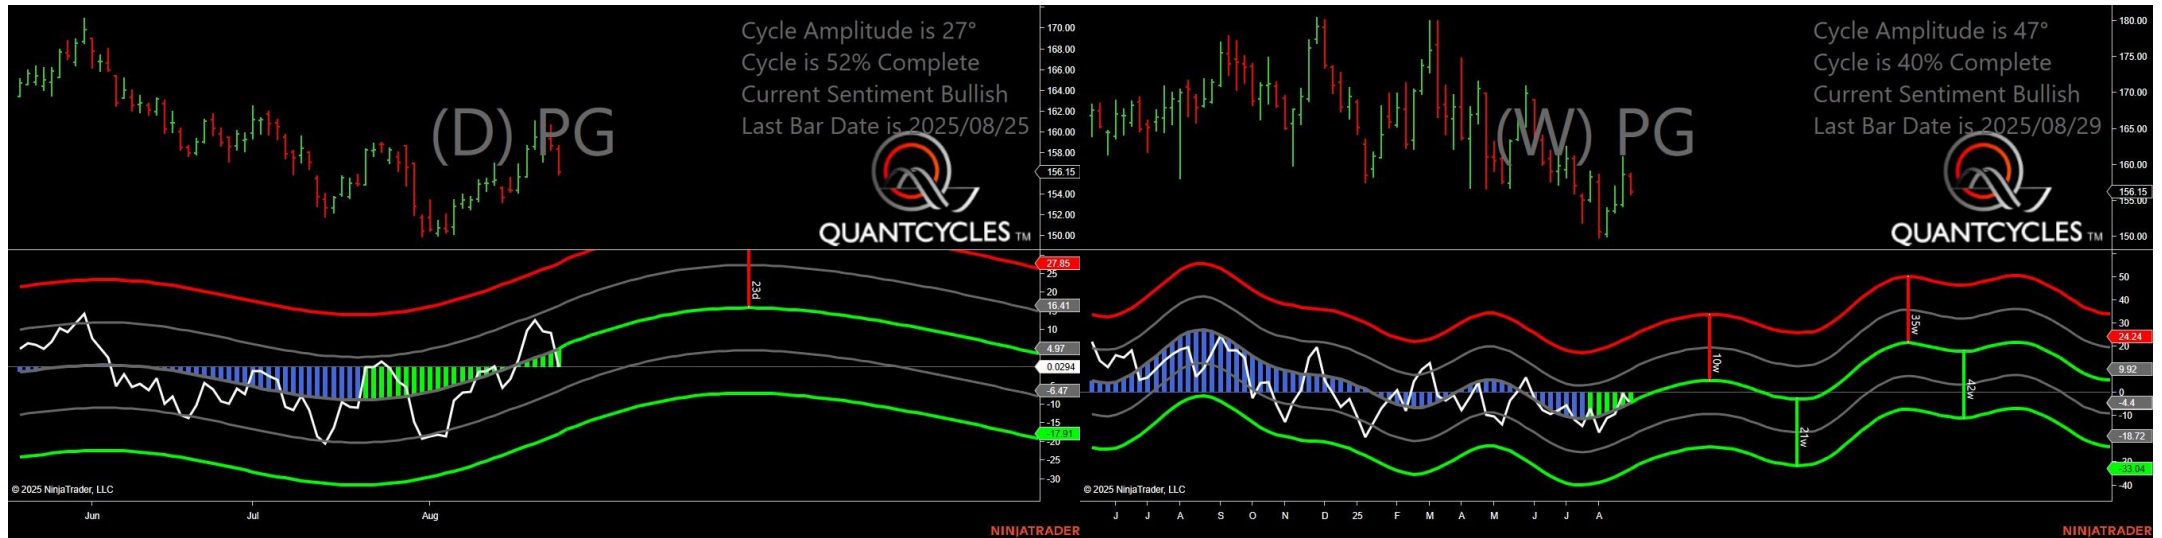 Cycle Amplitude is 27°
Cycle is 52% Complete
Current Sentiment Bullish
Last Bar Date is 2025/08/25
(D) PG
QUANTCYCLES TM
170.00
168.00
166.00
164.00
162.00
160.00
158.00
156.15
154.00
152.00
150.00
27.85
25
20
16.41
10
4.97
0.0294
-6.47
-10
-15
-17.91
-20
-25
-30
23d
© 2025 NinjaTrader, LLC
Jun
Jul
Aug
NINJATRADER
Cycle Amplitude is 47°
Cycle is 40% Complete
Current Sentiment Bullish
Last Bar Date is 2025/08/29
(W) PG
QUANTCYCLES TM
180.00
175.00
170.00
165.00
160.00
156.15
155.00
150.00
50
40
30
24.24
20
9.92
0
-4.4
-10
-18.72
-33.04
-40
10w
21w
35w
42w
© 2025 NinjaTrader, LLC
J J A S O N D 25 F M A M J J A
NINJATRADER